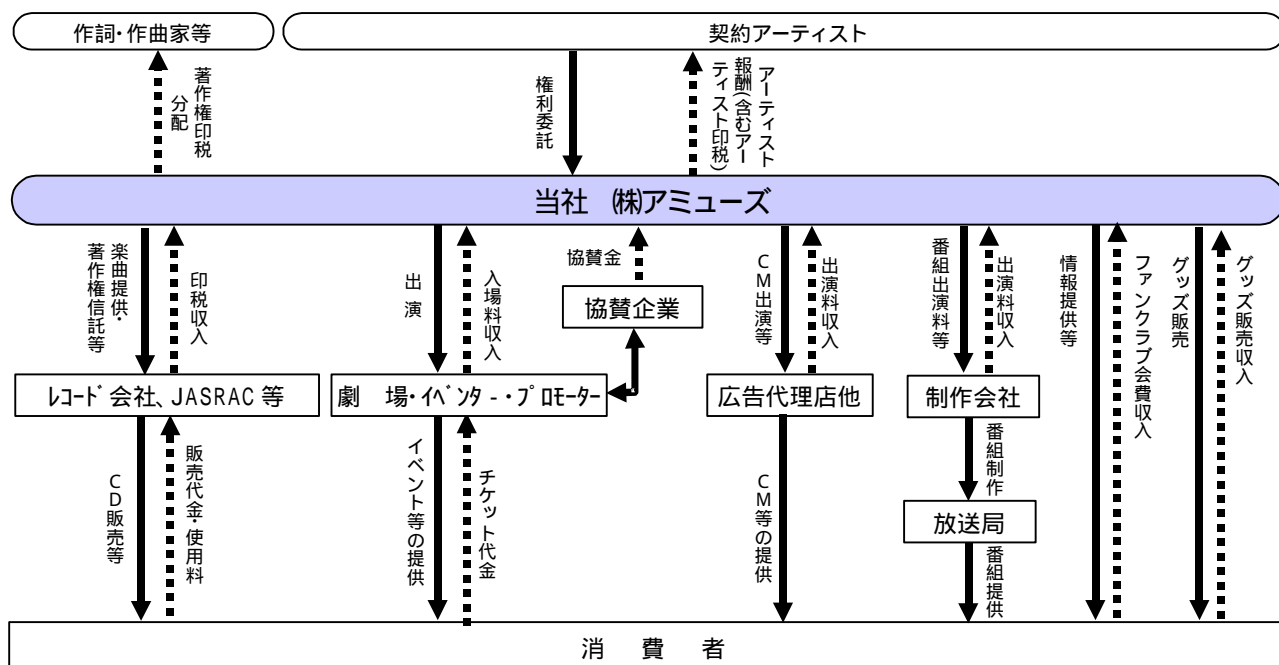 作詞・作曲家等
契約アーティスト
著作権印税
分配
権利委託
アーティスト
報酬(含むアー
ティスト印税)
当社 ㈱アミューズ
楽曲提供・
著作権信託等
印税収入
出演
入場料収入
協賛金
協賛企業
CM出演等
出演料収入
番組出演料等
出演料収入
情報提供等
ファンクラブ会費収入
グッズ販売
グッズ販売収入
ﾚｺｰﾄﾞ会社、JASRAC 等
劇 場・ｲﾍﾞﾝﾀ-・ﾌﾟﾛﾓｰﾀｰ
広告代理店他
制作会社
CD販売等
販売代金・使用料
イベント等の提供
チケット代金
CM等の提供
番組制作
放送局
番組提供
消 費 者